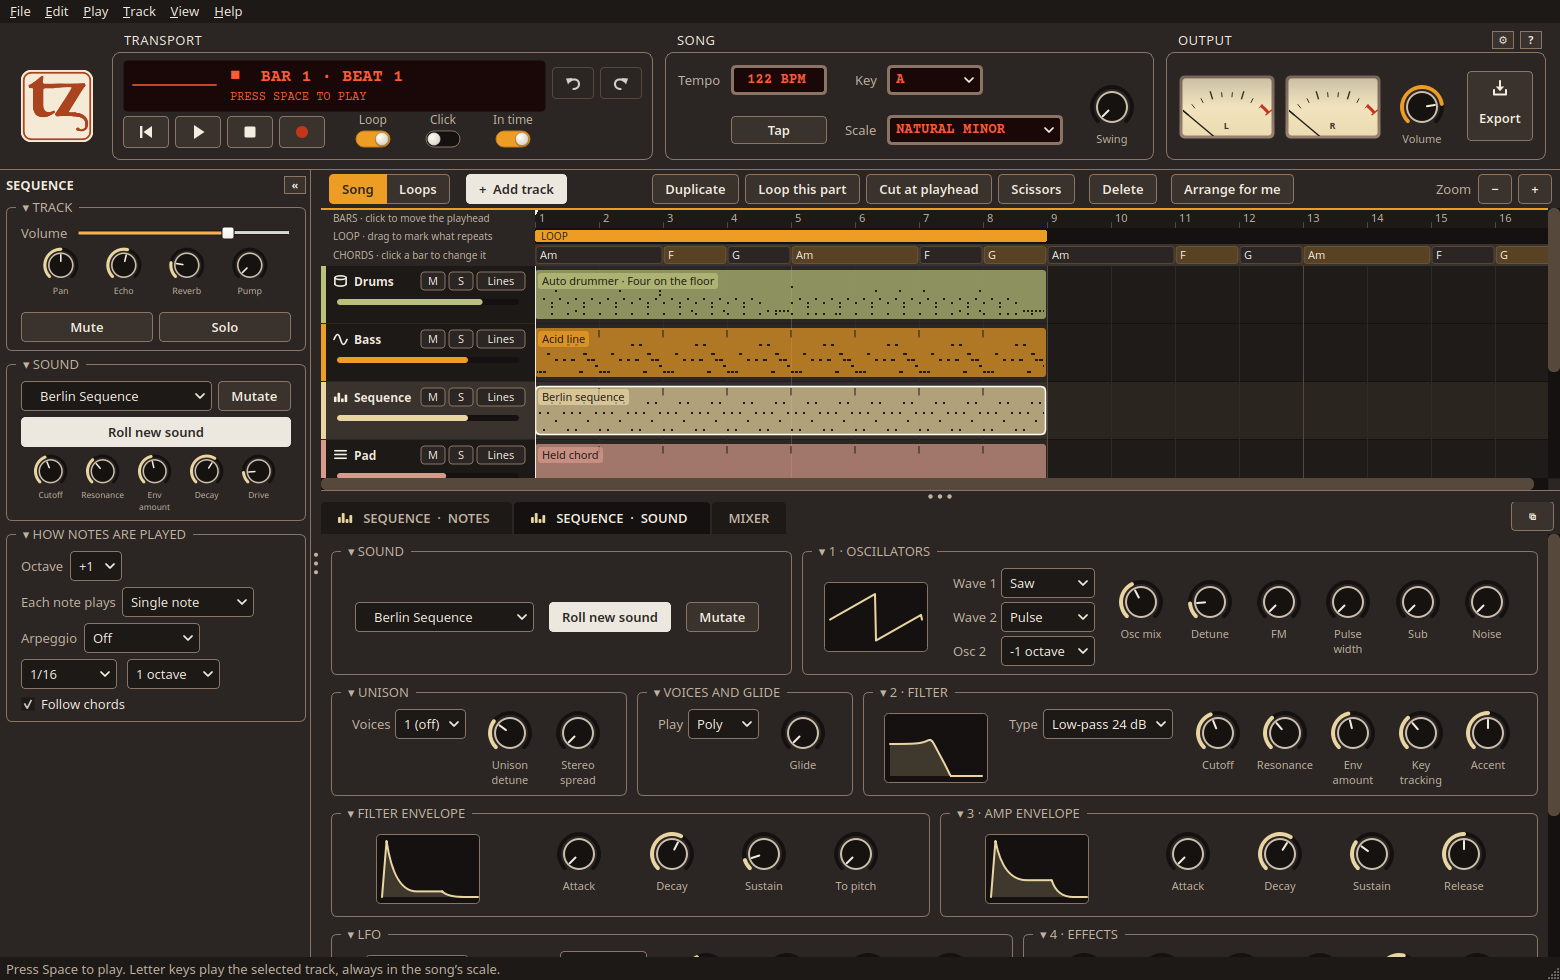 File Edit Play Track View Help
TRANSPORT
SONG
OUTPUT
⚙ ?
tz
BAR 1 · BEAT 1
PRESS SPACE TO PLAY
Loop
Click
In time
Tempo 122 BPM Key A
Tap Scale NATURAL MINOR
Swing
L
R
Volume
Export
SEQUENCE «
▾ TRACK
Volume
Pan Echo Reverb Pump
Mute Solo
▾ SOUND
Berlin Sequence Mutate
Roll new sound
Cutoff Resonance Env amount Decay Drive
▾ HOW NOTES ARE PLAYED
Octave +1
Each note plays Single note
Arpeggio Off
1/16 1 octave
✓ Follow chords
Song Loops + Add track Duplicate Loop this part Cut at playhead Scissors Delete Arrange for me Zoom − +
BARS · click to move the playhead 1 2 3 4 5 6 7 8 9 10 11 12 13 14 15 16
LOOP · drag to mark what repeats LOOP
CHORDS · click a bar to change it Am F G Am F G Am F G Am F G
Drums M S Lines Auto drummer · Four on the floor
Bass M S Lines Acid line
Sequence M S Lines Berlin sequence
Pad M S Lines Held chord
SEQUENCE · NOTES SEQUENCE · SOUND MIXER
▾ SOUND
Berlin Sequence Roll new sound Mutate
▾ 1 · OSCILLATORS
Wave 1 Saw
Wave 2 Pulse
Osc 2 -1 octave
Osc mix Detune FM Pulse width Sub Noise
▾ UNISON
Voices 1 (off) Unison detune Stereo spread
▾ VOICES AND GLIDE
Play Poly Glide
▾ 2 · FILTER
Type Low-pass 24 dB Cutoff Resonance Env amount Key tracking Accent
▾ FILTER ENVELOPE
Attack Decay Sustain To pitch
▾ 3 · AMP ENVELOPE
Attack Decay Sustain Release
▾ LFO
▾ 4 · EFFECTS
Press Space to play. Letter keys play the selected track, always in the song's scale.